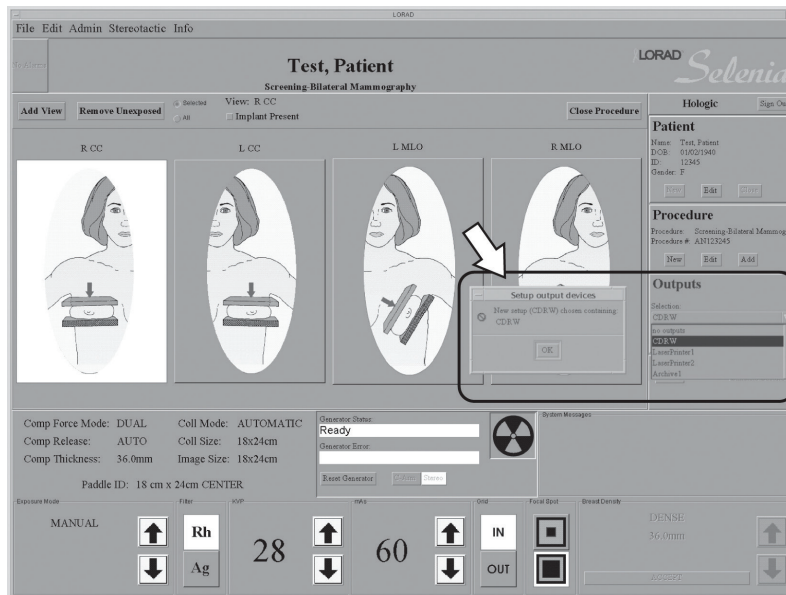 LORAD
File Edit Admin Stereotactic Info
Test, Patient
Screening-Bilateral Mammography
LORAD
Selenia
Add View
Remove Unexposed
Selected
All
View: R CC
Implant Present
Close Procedure
Hologic
Sign Ou
Patient
Name: Test, Patient
DOB: 01/02/1940
ID: 12345
Gender: F
New Edit
Procedure
Procedure: Screening-Bilateral Mammog
Procedure #: AN123245
New Edit Add
Outputs
Selection:
CDRW
no outputs
CDRW
LaserPrinter1
LaserPrinter2
Archive1
R CC
L CC
L MLO
R MLO
Setup output devices
New setup (CDRW) chosen containing:
CDRW
OK
Comp Force Mode: DUAL
Comp Release: AUTO
Comp Thickness: 36.0mm
Coll Mode: AUTOMATIC
Coll Size: 18x24cm
Image Size: 18x24cm
Paddle ID: 18 cm x 24cm CENTER
Generator Status:
Ready
Generator Error:
Reset Generator
Stereo
System Messages
Exposure Mode
MANUAL
Filter
Rh
Ag
KVP
28
mAs
60
Grid
IN
OUT
Focal Spot
Breast Density
DENSE
36.0mm
ACCEPT